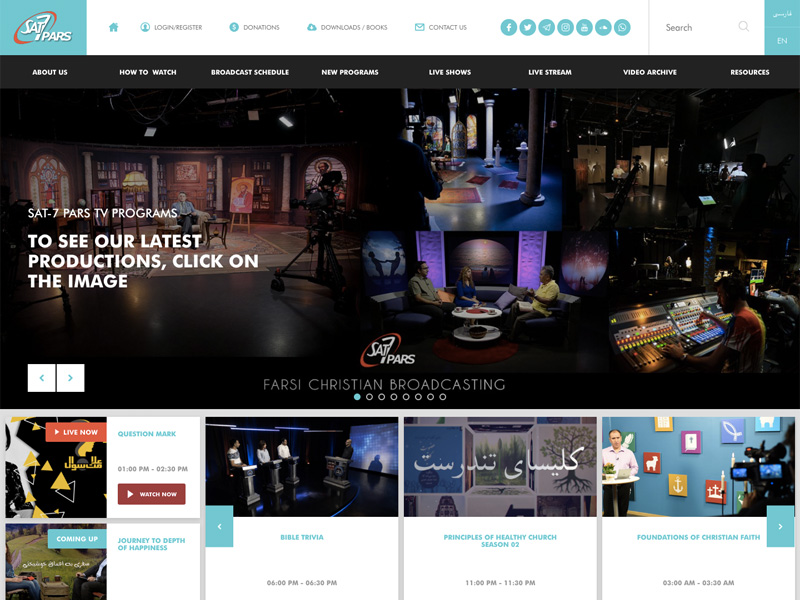 SAT-7 PARS
LOGIN/REGISTER
DONATIONS
DOWNLOADS / BOOKS
CONTACT US
Search
فارسی
EN
ABOUT US
HOW TO WATCH
BROADCAST SCHEDULE
NEW PROGRAMS
LIVE SHOWS
LIVE STREAM
VIDEO ARCHIVE
RESOURCES
SAT-7 PARS TV PROGRAMS
TO SEE OUR LATEST
PRODUCTIONS, CLICK ON
THE IMAGE
SAT-7 PARS
FARSI CHRISTIAN BROADCASTING
LIVE NOW
علامت سوال
QUESTION MARK
01:00 PM - 02:30 PM
WATCH NOW
COMING UP
JOURNEY TO DEPTH
OF HAPPINESS
BIBLE TRIVIA
06:00 PM - 06:30 PM
کلیسای تندرست
PRINCIPLES OF HEALTHY CHURCH
SEASON 02
11:00 PM - 11:30 PM
FOUNDATIONS OF CHRISTIAN FAITH
03:00 AM - 03:30 AM